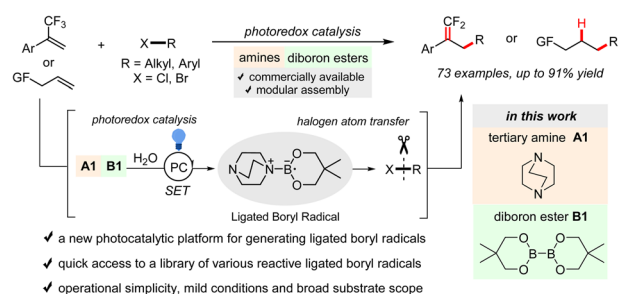 CF₃
Ar
or
GF
+
X—R
R = Alkyl, Aryl
X = Cl, Br
photoredox catalysis
amines diboron esters
✓ commercially available
✓ modular assembly
CF₂
Ar R
or
H
GF R
73 examples, up to 91% yield
photoredox catalysis
A1 B1
H₂O
PC
SET
N
N⁺
B⁻•
O
O
Ligated Boryl Radical
halogen atom transfer
X R
in this work
tertiary amine A1
N
N
diboron ester B1
O O
B—B
O O
✓ a new photocatalytic platform for generating ligated boryl radicals
✓ quick access to a library of various reactive ligated boryl radicals
✓ operational simplicity, mild conditions and broad substrate scope